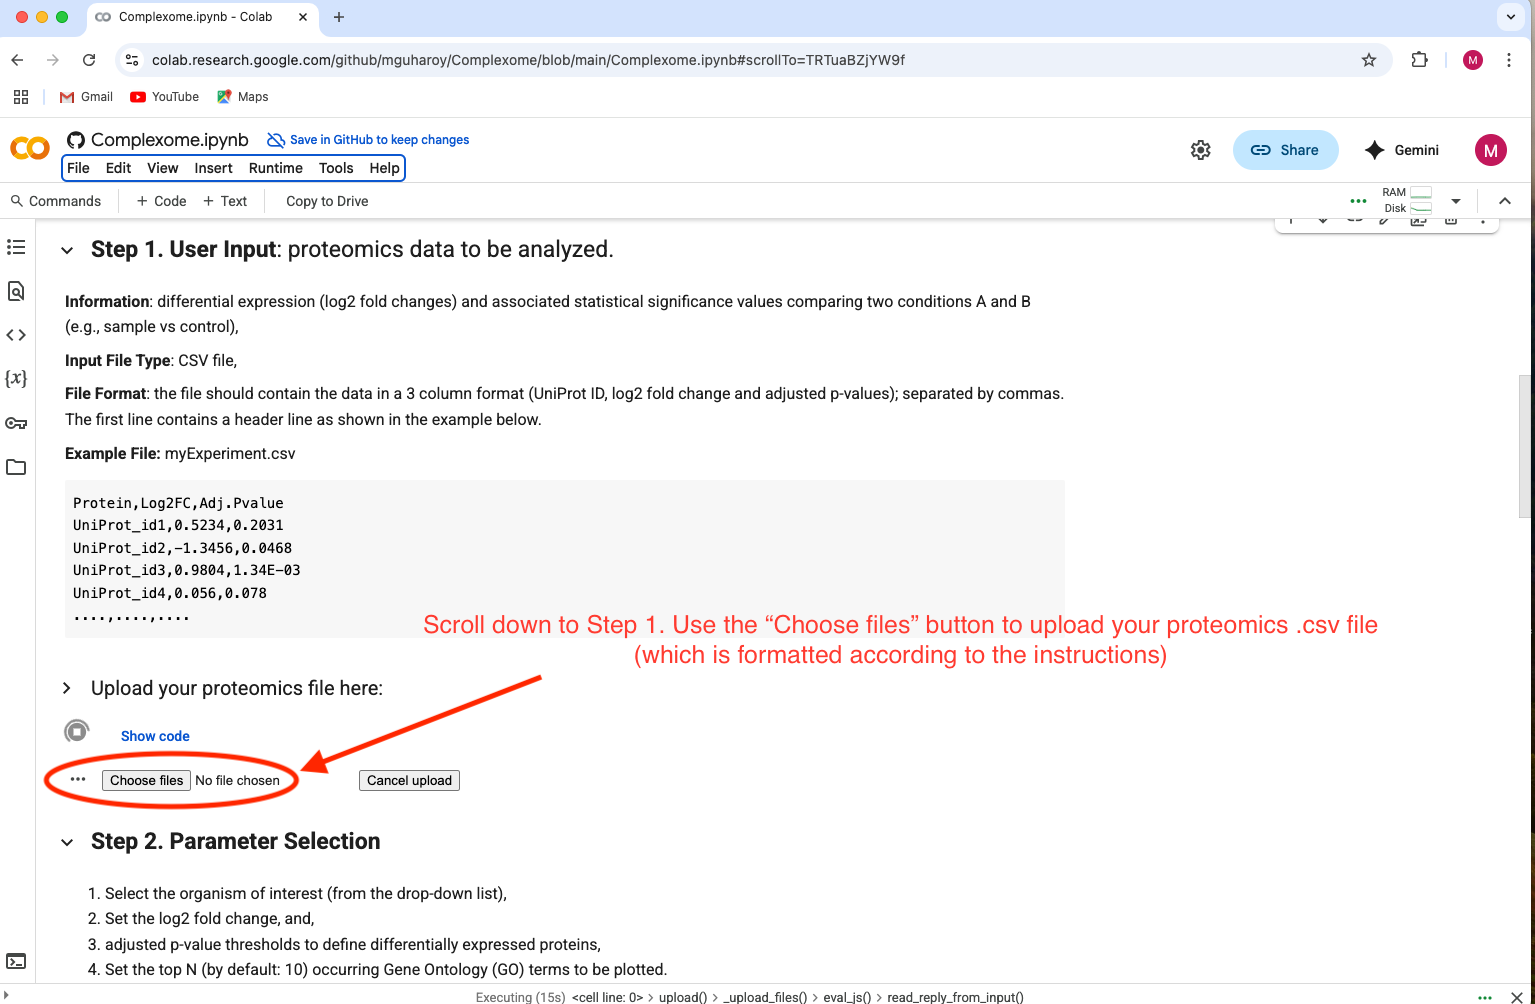 Complexome.ipynb - Colab
colab.research.google.com/github/mguharoy/Complexome/blob/main/Complexome.ipynb#scrollTo=TRTuaBZjYW9f
M
Gmail YouTube Maps
Complexome.ipynb Save in GitHub to keep changes
File Edit View Insert Runtime Tools Help
Share Gemini M
Commands + Code + Text Copy to Drive
RAM
Disk
Step 1. User Input: proteomics data to be analyzed.
Information: differential expression (log2 fold changes) and associated statistical significance values comparing two conditions A and B
(e.g., sample vs control),
Input File Type: CSV file,
File Format: the file should contain the data in a 3 column format (UniProt ID, log2 fold change and adjusted p-values); separated by commas.
The first line contains a header line as shown in the example below.
Example File: myExperiment.csv
Protein,Log2FC,Adj.Pvalue
UniProt_id1,0.5234,0.2031
UniProt_id2,-1.3456,0.0468
UniProt_id3,0.9804,1.34E-03
UniProt_id4,0.056,0.078
....,....,....
Scroll down to Step 1. Use the “Choose files” button to upload your proteomics .csv file
(which is formatted according to the instructions)
Upload your proteomics file here:
Show code
Choose files No file chosen Cancel upload
Step 2. Parameter Selection
1. Select the organism of interest (from the drop-down list),
2. Set the log2 fold change, and,
3. adjusted p-value thresholds to define differentially expressed proteins,
4. Set the top N (by default: 10) occurring Gene Ontology (GO) terms to be plotted.
Executing (15s) <cell line: 0> > upload() > _upload_files() > eval_js() > read_reply_from_input()